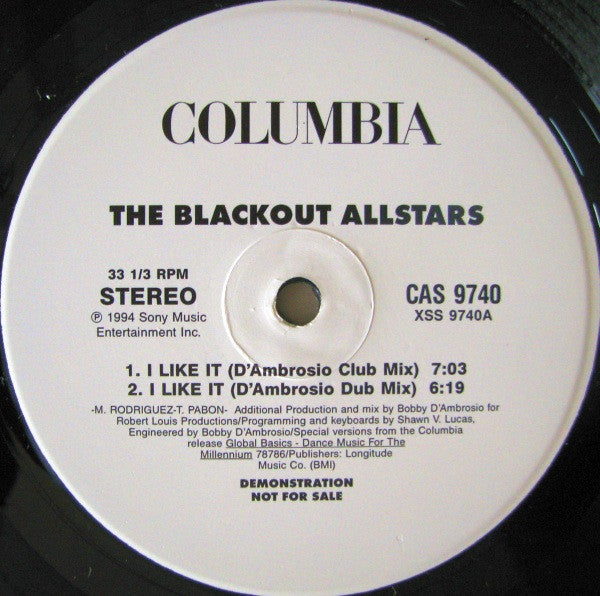 COLUMBIA
THE BLACKOUT ALLSTARS
33 1/3 RPM
STEREO
℗ 1994 Sony Music
Entertainment Inc.
CAS 9740
XSS 9740A
1. I LIKE IT (D'Ambrosio Club Mix) 7:03
2. I LIKE IT (D'Ambrosio Dub Mix) 6:19
-M. RODRIGUEZ-T. PABON- Additional Production and mix by Bobby D'Ambrosio for
Robert Louis Productions/Programming and keyboards by Shawn V. Lucas,
Engineered by Bobby D'Ambrosio/Special versions from the Columbia
release Global Basics - Dance Music For The
Millennium 78786/Publishers: Longitude
Music Co. (BMI)
DEMONSTRATION
NOT FOR SALE